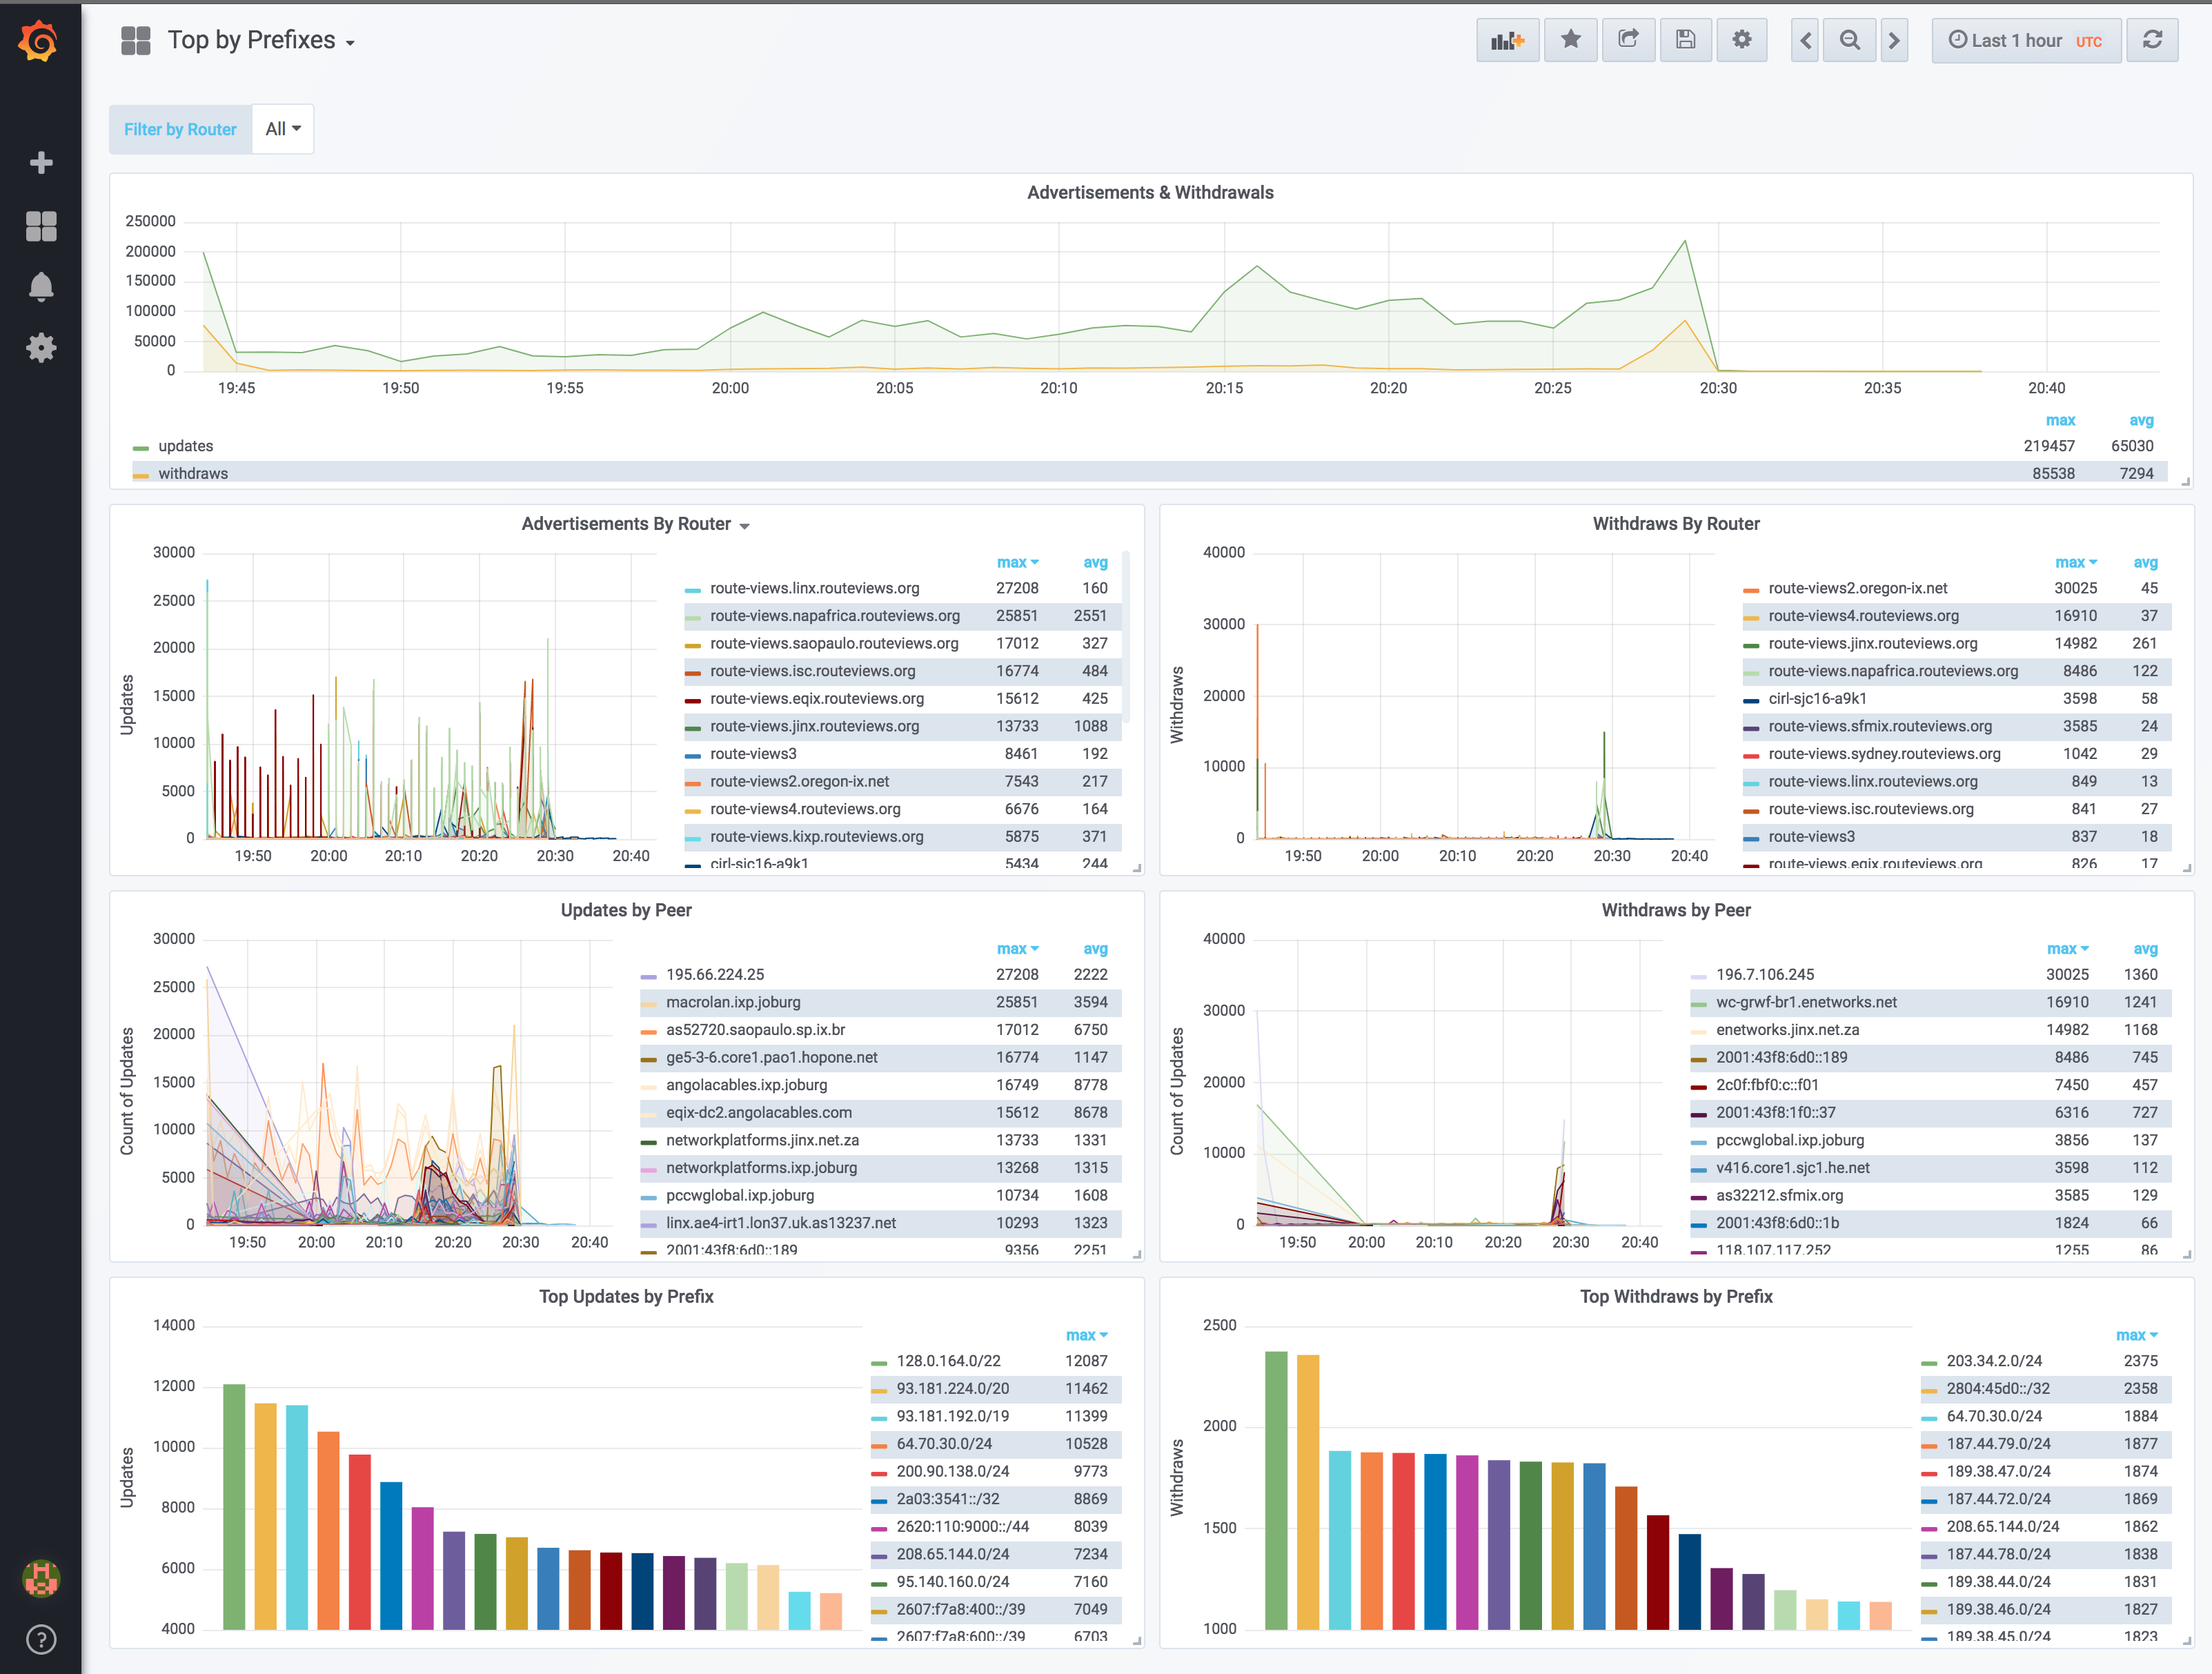 Top by Prefixes
Last 1 hour UTC
Filter by Router All
Advertisements & Withdrawals
250000
200000
150000
100000
50000
0
19:45 19:50 19:55 20:00 20:05 20:10 20:15 20:20 20:25 20:30 20:35 20:40
max avg
updates 219457 65030
withdraws 85538 7294
Advertisements By Router
Updates
30000
25000
20000
15000
10000
5000
0
19:50 20:00 20:10 20:20 20:30 20:40
max avg
route-views.linx.routeviews.org 27208 160
route-views.napafrica.routeviews.org 25851 2551
route-views.saopaulo.routeviews.org 17012 327
route-views.isc.routeviews.org 16774 484
route-views.eqix.routeviews.org 15612 425
route-views.jinx.routeviews.org 13733 1088
route-views3 8461 192
route-views2.oregon-ix.net 7543 217
route-views4.routeviews.org 6676 164
route-views.kixp.routeviews.org 5875 371
cirl-sjc16-a9k1 5434 244
Withdraws By Router
Withdraws
40000
30000
20000
10000
0
19:50 20:00 20:10 20:20 20:30 20:40
max avg
route-views2.oregon-ix.net 30025 45
route-views4.routeviews.org 16910 37
route-views.jinx.routeviews.org 14982 261
route-views.napafrica.routeviews.org 8486 122
cirl-sjc16-a9k1 3598 58
route-views.sfmix.routeviews.org 3585 24
route-views.sydney.routeviews.org 1042 29
route-views.linx.routeviews.org 849 13
route-views.isc.routeviews.org 841 27
route-views3 837 18
route-views.eqix.routeviews.org 826 17
Updates by Peer
Count of Updates
30000
25000
20000
15000
10000
5000
0
19:50 20:00 20:10 20:20 20:30 20:40
max avg
195.66.224.25 27208 2222
macrolan.ixp.joburg 25851 3594
as52720.saopaulo.sp.ix.br 17012 6750
ge5-3-6.core1.pao1.hopone.net 16774 1147
angolacables.ixp.joburg 16749 8778
eqix-dc2.angolacables.com 15612 8678
networkplatforms.jinx.net.za 13733 1331
networkplatforms.ixp.joburg 13268 1315
pccwglobal.ixp.joburg 10734 1608
linx.ae4-irt1.lon37.uk.as13237.net 10293 1323
2001:43f8:6d0::189 9356 2251
Withdraws by Peer
Count of Updates
40000
30000
20000
10000
0
19:50 20:00 20:10 20:20 20:30 20:40
max avg
196.7.106.245 30025 1360
wc-grwf-br1.enetworks.net 16910 1241
enetworks.jinx.net.za 14982 1168
2001:43f8:6d0::189 8486 745
2c0f:fbf0:c::f01 7450 457
2001:43f8:1f0::37 6316 727
pccwglobal.ixp.joburg 3856 137
v416.core1.sjc1.he.net 3598 112
as32212.sfmix.org 3585 129
2001:43f8:6d0::1b 1824 66
118.107.117.252 1255 86
Top Updates by Prefix
Updates
14000
12000
10000
8000
6000
4000
max
128.0.164.0/22 12087
93.181.224.0/20 11462
93.181.192.0/19 11399
64.70.30.0/24 10528
200.90.138.0/24 9773
2a03:3541::/32 8869
2620:110:9000::/44 8039
208.65.144.0/24 7234
95.140.160.0/24 7160
2607:f7a8:400::/39 7049
2607:f7a8:600::/39 6703
Top Withdraws by Prefix
Withdraws
2500
2000
1500
1000
max
203.34.2.0/24 2375
2804:45d0::/32 2358
64.70.30.0/24 1884
187.44.79.0/24 1877
189.38.47.0/24 1874
187.44.72.0/24 1869
208.65.144.0/24 1862
187.44.78.0/24 1838
189.38.44.0/24 1831
189.38.46.0/24 1827
189.38.45.0/24 1823